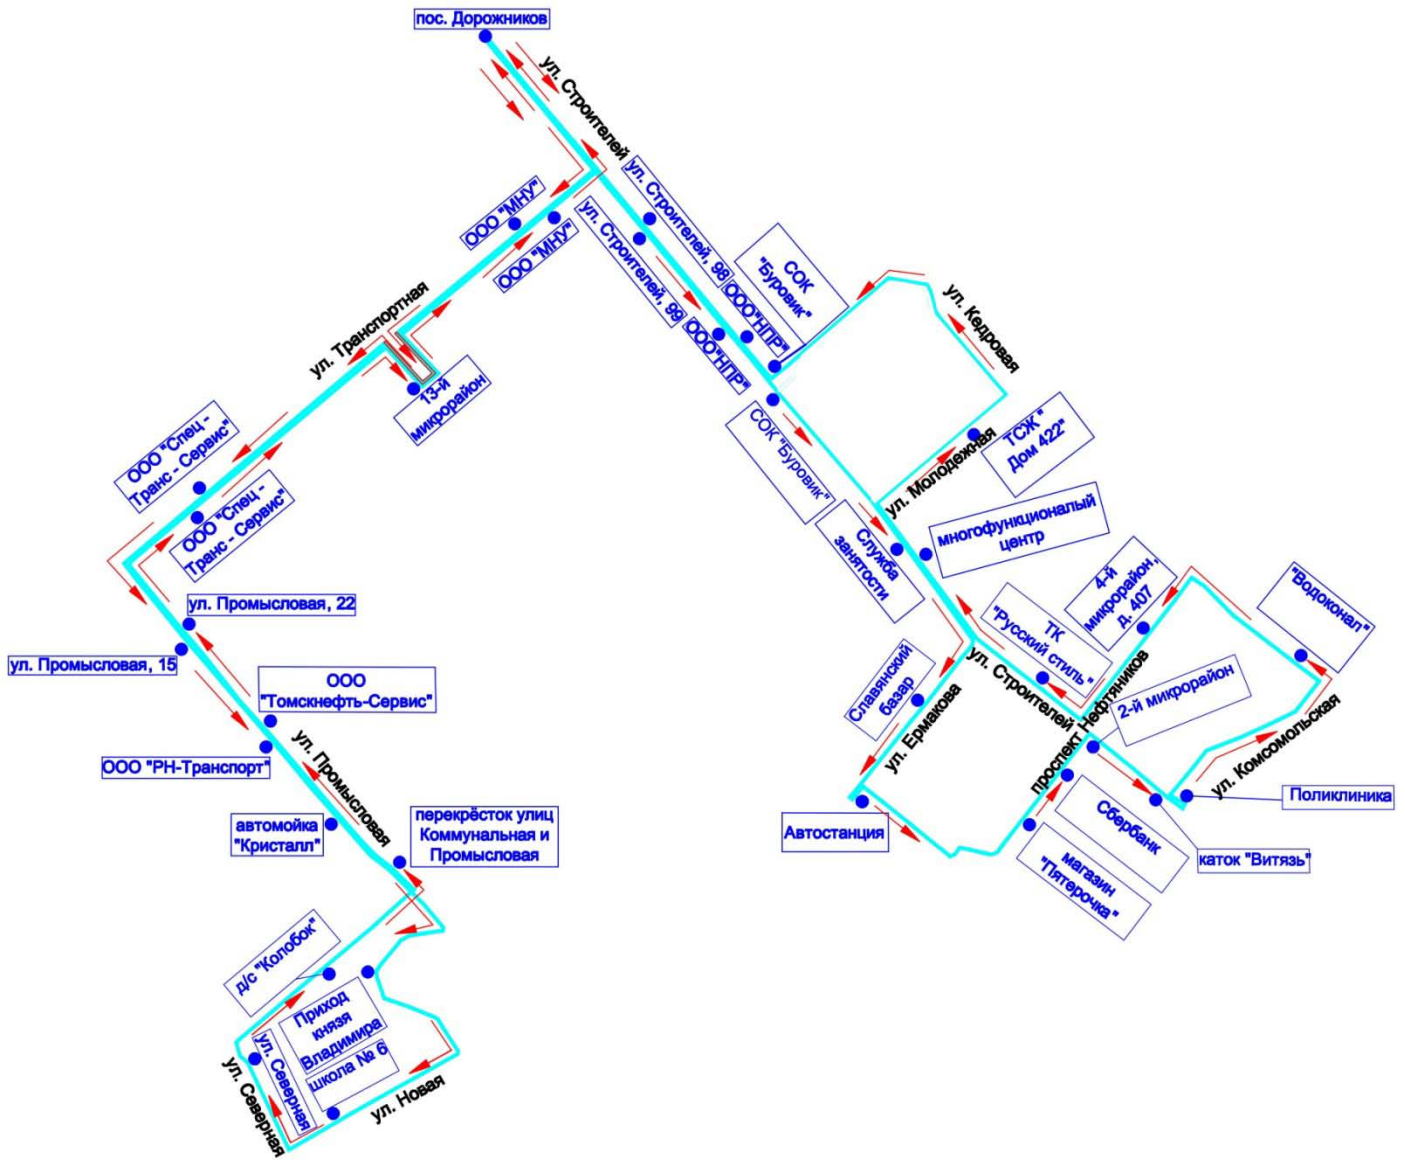 пос. Дорожников
ул. Строителей
ООО "МНУ"
ООО "МНУ"
ул. Строителей, 98
ул. Строителей, 99
ООО"НПР"
ООО"НПР"
СОК
"Буровик"
СОК "Буровик"
ул. Кедровая
ул. Транспортная
13-й
микрорайон
ООО "Спец -
Транс - Сервис"
ООО "Спец -
Транс - Сервис"
ул. Молодежная
ТСЖ "
Дом 422"
многофункционалый
центр
Служба
занятости
4-й
микрорайон,
д. 407
"Водоконал"
ТК
"Русский стиль"
ул. Строителей
Славянский
базар
ул. Ермакова
проспект Нефтяников
2-й микрорайон
ул. Комсомольская
Поликлиника
каток "Витязь"
Сбербанк
магазин
"Пятерочка"
Автостанция
ул. Промысловая, 22
ул. Промысловая, 15
ООО
"Томскнефть-Сервис"
ООО "РН-Транспорт"
ул. Промысловая
автомойка
"Кристалл"
перекрёсток улиц
Коммунальная и
Промысловая
д/с "Колобок"
Приход
князя
Владимира
школа № 6
ул. Северная
ул. Северная
ул. Новая